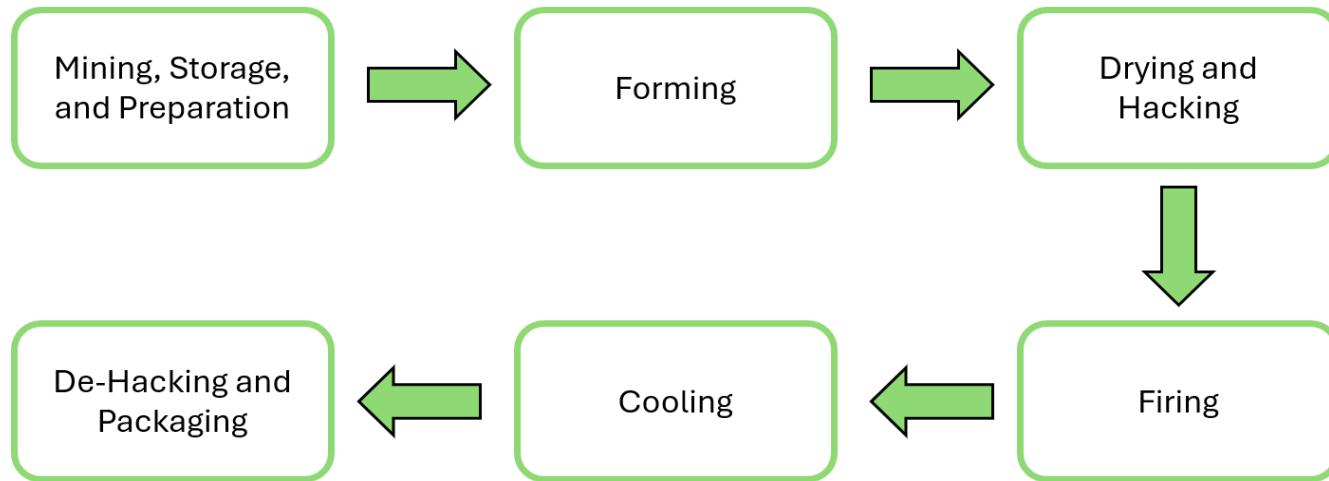 Mining, Storage,
and Preparation
Forming
Drying and
Hacking
Firing
Cooling
De-Hacking and
Packaging